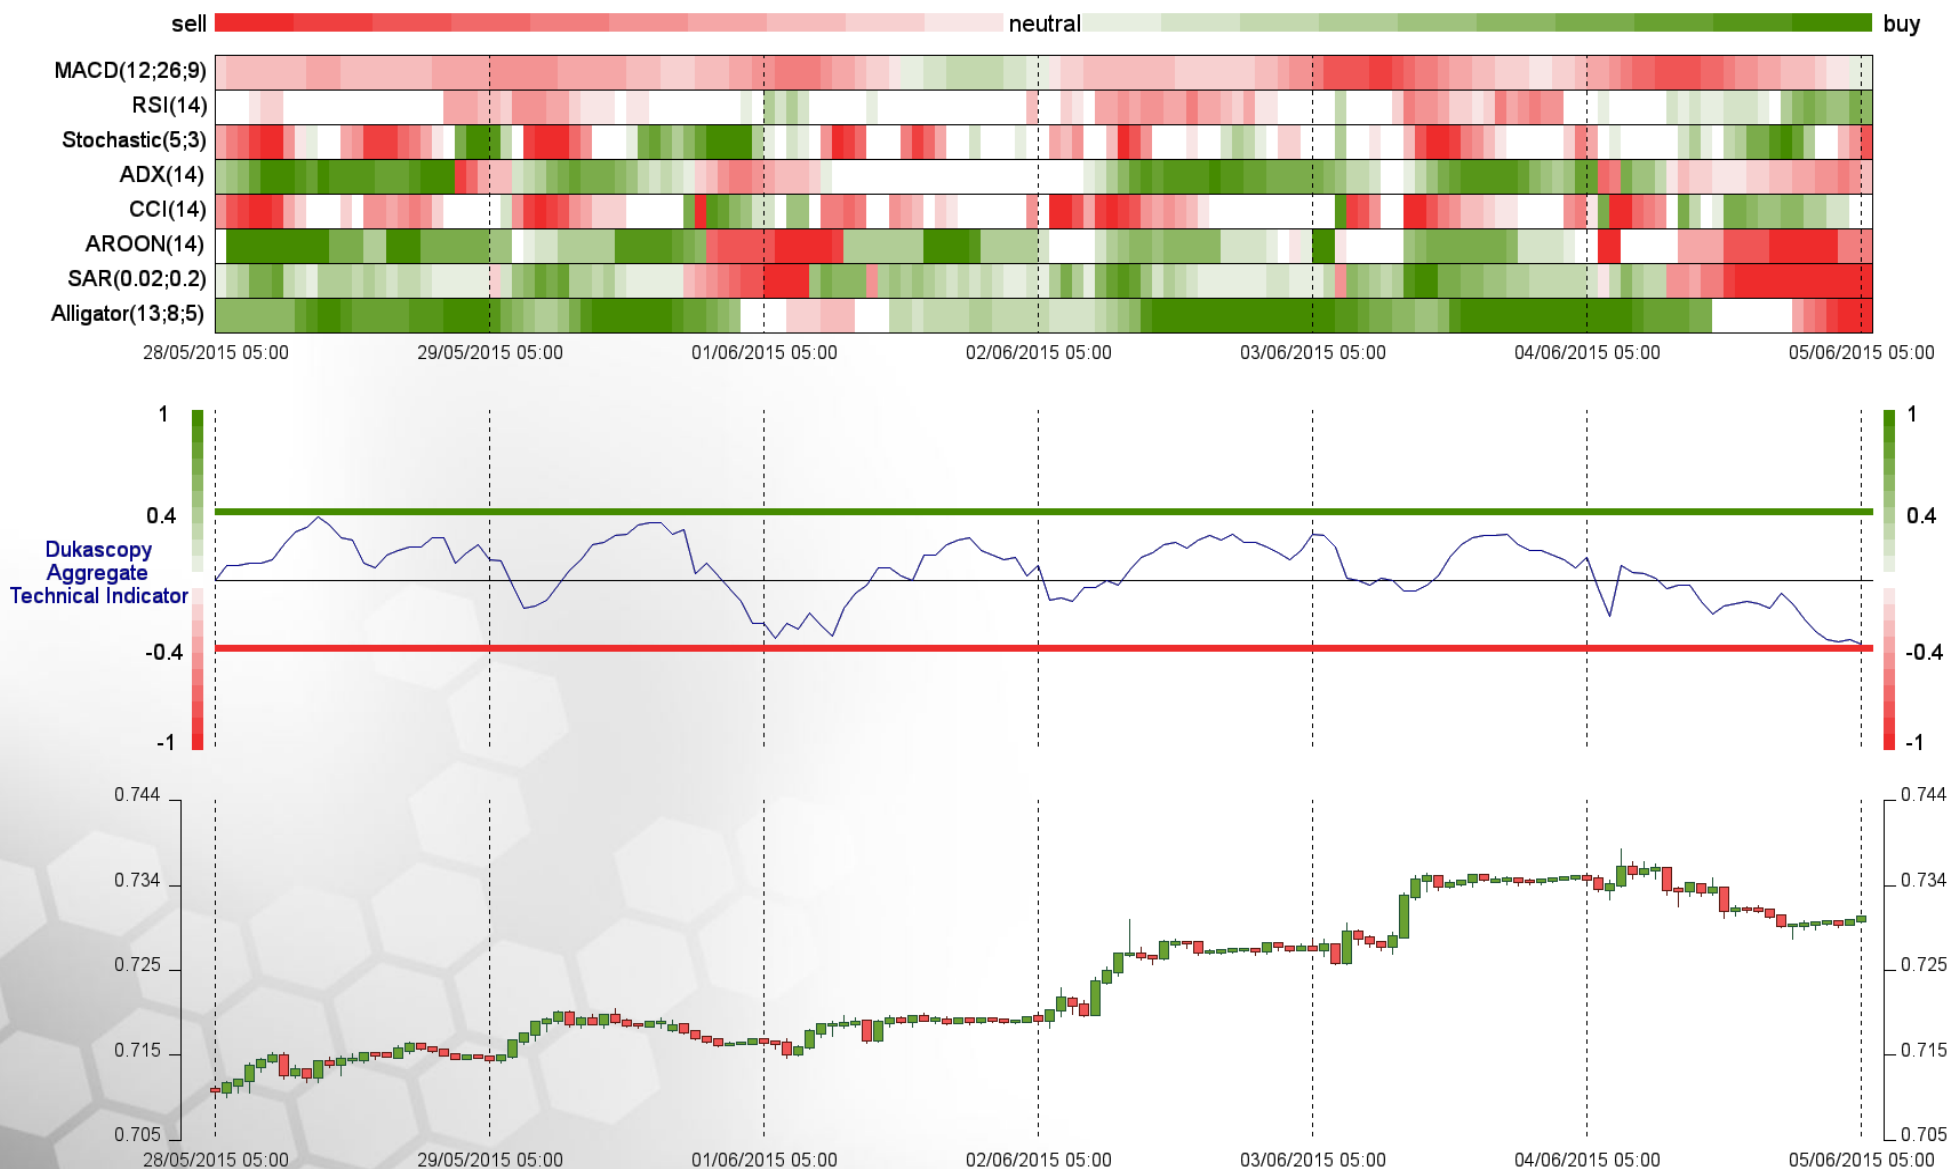 sell neutral buy
MACD(12;26;9)
RSI(14)
Stochastic(5;3)
ADX(14)
CCI(14)
AROON(14)
SAR(0.02;0.2)
Alligator(13;8;5)
28/05/2015 05:00 29/05/2015 05:00 01/06/2015 05:00 02/06/2015 05:00 03/06/2015 05:00 04/06/2015 05:00 05/06/2015 05:00
1 1
0.4 0.4
Dukascopy
Aggregate
Technical Indicator
-0.4 -0.4
-1 -1
0.744 0.744
0.734 0.734
0.725 0.725
0.715 0.715
0.705 0.705
28/05/2015 05:00 29/05/2015 05:00 01/06/2015 05:00 02/06/2015 05:00 03/06/2015 05:00 04/06/2015 05:00 05/06/2015 05:00